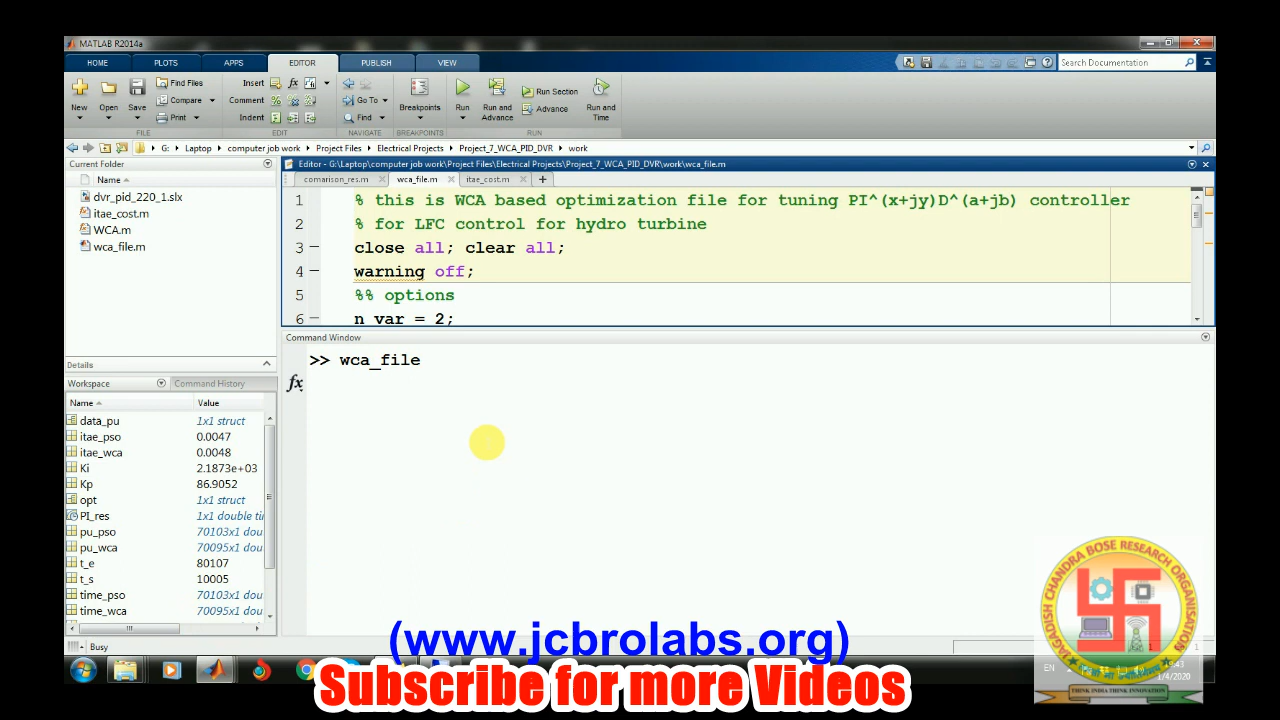 MATLAB R2014a
HOME PLOTS APPS EDITOR PUBLISH VIEW
Search Documentation
New Open Save Find Files Compare Print
Insert Comment Indent fx
Go To Find
Breakpoints
Run Run and Advance Run Section Advance Run and Time
FILE EDIT NAVIGATE BREAKPOINTS RUN
G: Laptop computer job work Project Files Electrical Projects Project_7_WCA_PID_DVR work
Current Folder
Name
dvr_pid_220_1.slx
itae_cost.m
WCA.m
wca_file.m
Details
Editor - G:\Laptop\computer job work\Project Files\Electrical Projects\Project_7_WCA_PID_DVR\work\wca_file.m
comarison_res.m wca_file.m itae_cost.m
1 % this is WCA based optimization file for tuning PI^(x+jy)D^(a+jb) controller
2 % for LFC control for hydro turbine
3 close all; clear all;
4 warning off;
5 %% options
6 n var = 2;
Command Window
>> wca_file
fx
Workspace Command History
Name Value
data_pu 1x1 struct
itae_pso 0.0047
itae_wca 0.0048
Ki 2.1873e+03
Kp 86.9052
opt 1x1 struct
PI_res 1x1 double tii
pu_pso 70103x1 dou
pu_wca 70095x1 dou
t_e 80107
t_s 10005
time_pso 70103x1 dou
time_wca 70095x1 dou
Busy
(www.jcbrolabs.org)
Subscribe for more Videos
EN
1/4/2020
JAGADISH CHANDRA BOSE RESEARCH ORGANISATION
THINK INDIA THINK INNOVATION